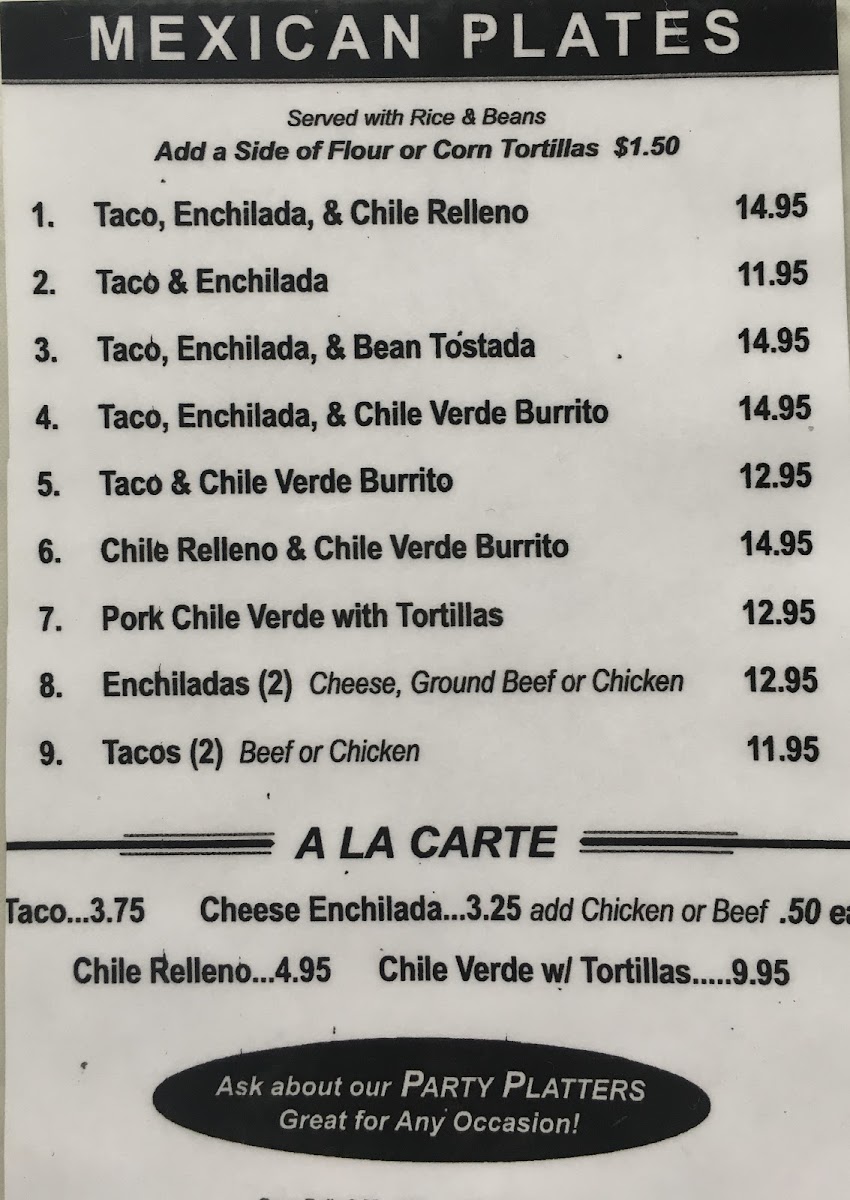 MEXICAN PLATES
Served with Rice & Beans
Add a Side of Flour or Corn Tortillas $1.50
1. Taco, Enchilada, & Chile Relleno 14.95
2. Taco & Enchilada 11.95
3. Taco, Enchilada, & Bean Tostada 14.95
4. Taco, Enchilada, & Chile Verde Burrito 14.95
5. Taco & Chile Verde Burrito 12.95
6. Chile Relleno & Chile Verde Burrito 14.95
7. Pork Chile Verde with Tortillas 12.95
8. Enchiladas (2) Cheese, Ground Beef or Chicken 12.95
9. Tacos (2) Beef or Chicken 11.95
A LA CARTE
Taco...3.75 Cheese Enchilada...3.25 add Chicken or Beef .50 ea
Chile Relleno...4.95 Chile Verde w/ Tortillas.....9.95
Ask about our PARTY PLATTERS
Great for Any Occasion!